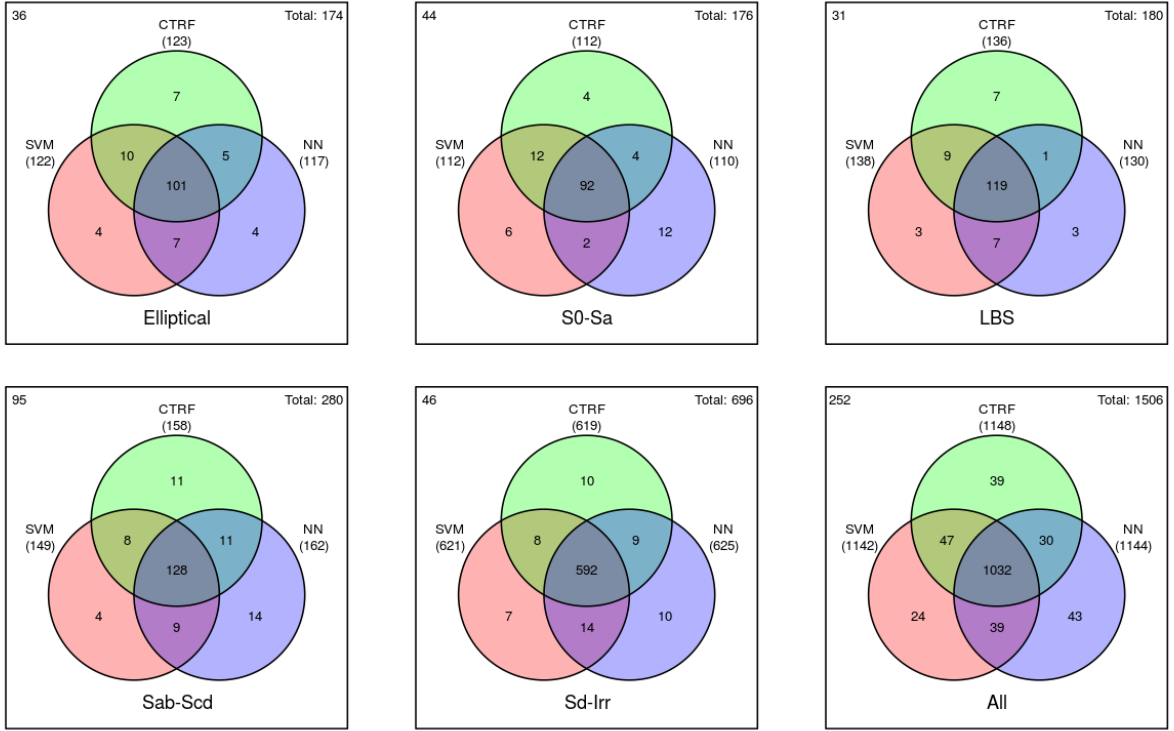 36 Total: 174
CTRF
(123)
7
SVM
(122)
NN
(117)
10 5
101
4 7 4
Elliptical
44 Total: 176
CTRF
(112)
4
SVM
(112)
NN
(110)
12 4
92
6 2 12
S0-Sa
31 Total: 180
CTRF
(136)
7
SVM
(138)
NN
(130)
9 1
119
3 7 3
LBS
95 Total: 280
CTRF
(158)
11
SVM
(149)
NN
(162)
8 11
128
4 9 14
Sab-Scd
46 Total: 696
CTRF
(619)
10
SVM
(621)
NN
(625)
8 9
592
7 14 10
Sd-Irr
252 Total: 1506
CTRF
(1148)
39
SVM
(1142)
NN
(1144)
47 30
1032
24 39 43
All